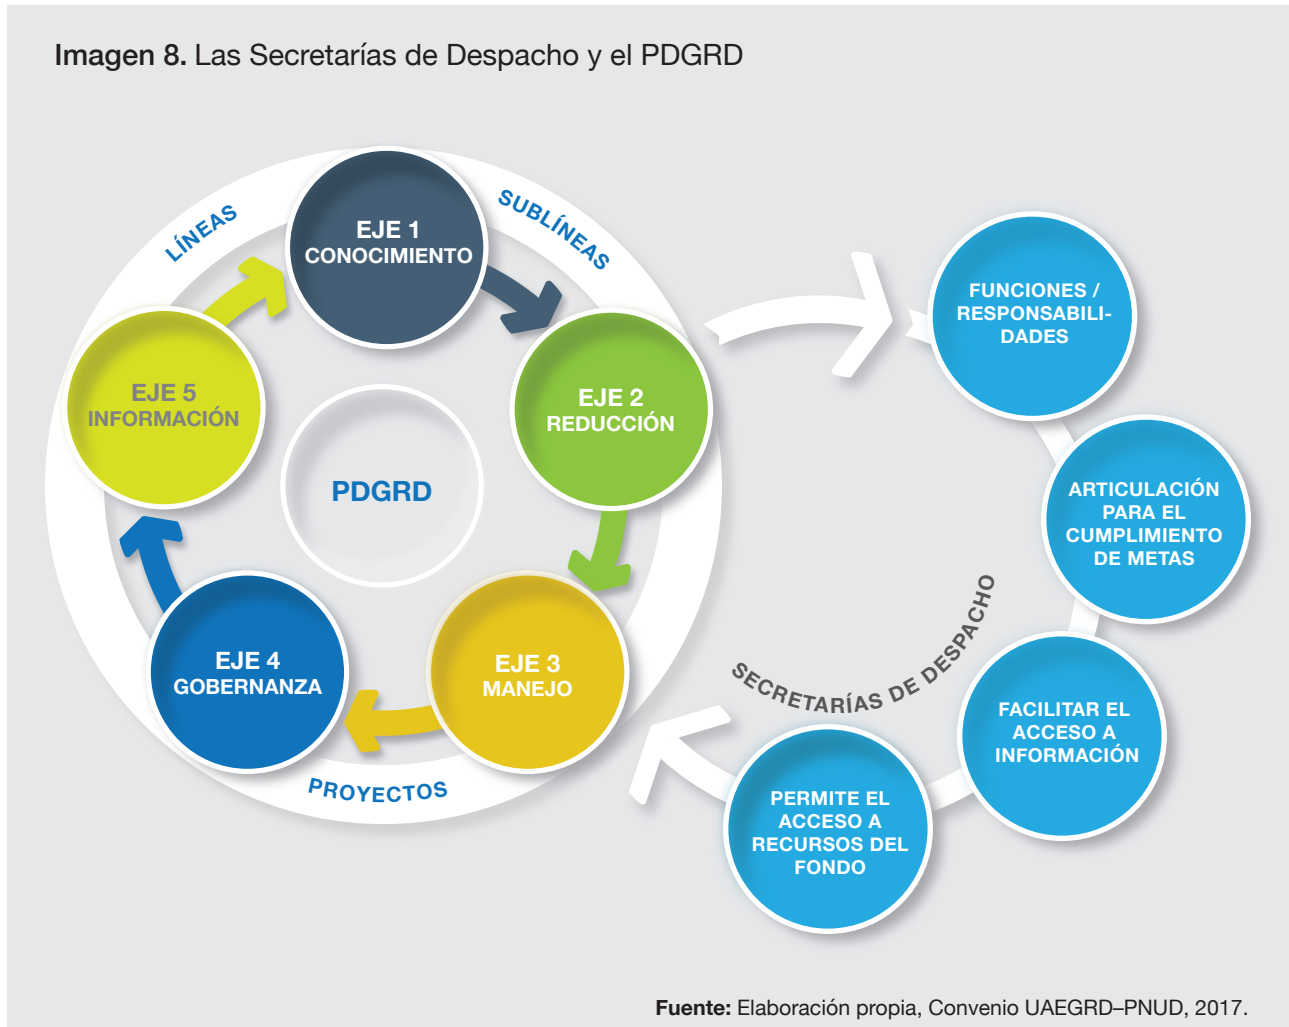 Imagen 8. Las Secretarías de Despacho y el PDGRD
LÍNEAS
SUBLÍNEAS
EJE 1
CONOCIMIENTO
EJE 2
REDUCCIÓN
EJE 3
MANEJO
EJE 4
GOBERNANZA
EJE 5
INFORMACIÓN
PDGRD
PROYECTOS
FUNCIONES /
RESPONSABILI-
DADES
ARTICULACIÓN
PARA EL
CUMPLIMIENTO
DE METAS
FACILITAR EL
ACCESO A
INFORMACIÓN
PERMITE EL
ACCESO A
RECURSOS DEL
FONDO
SECRETARÍAS DE DESPACHO
Fuente: Elaboración propia, Convenio UAEGRD–PNUD, 2017.